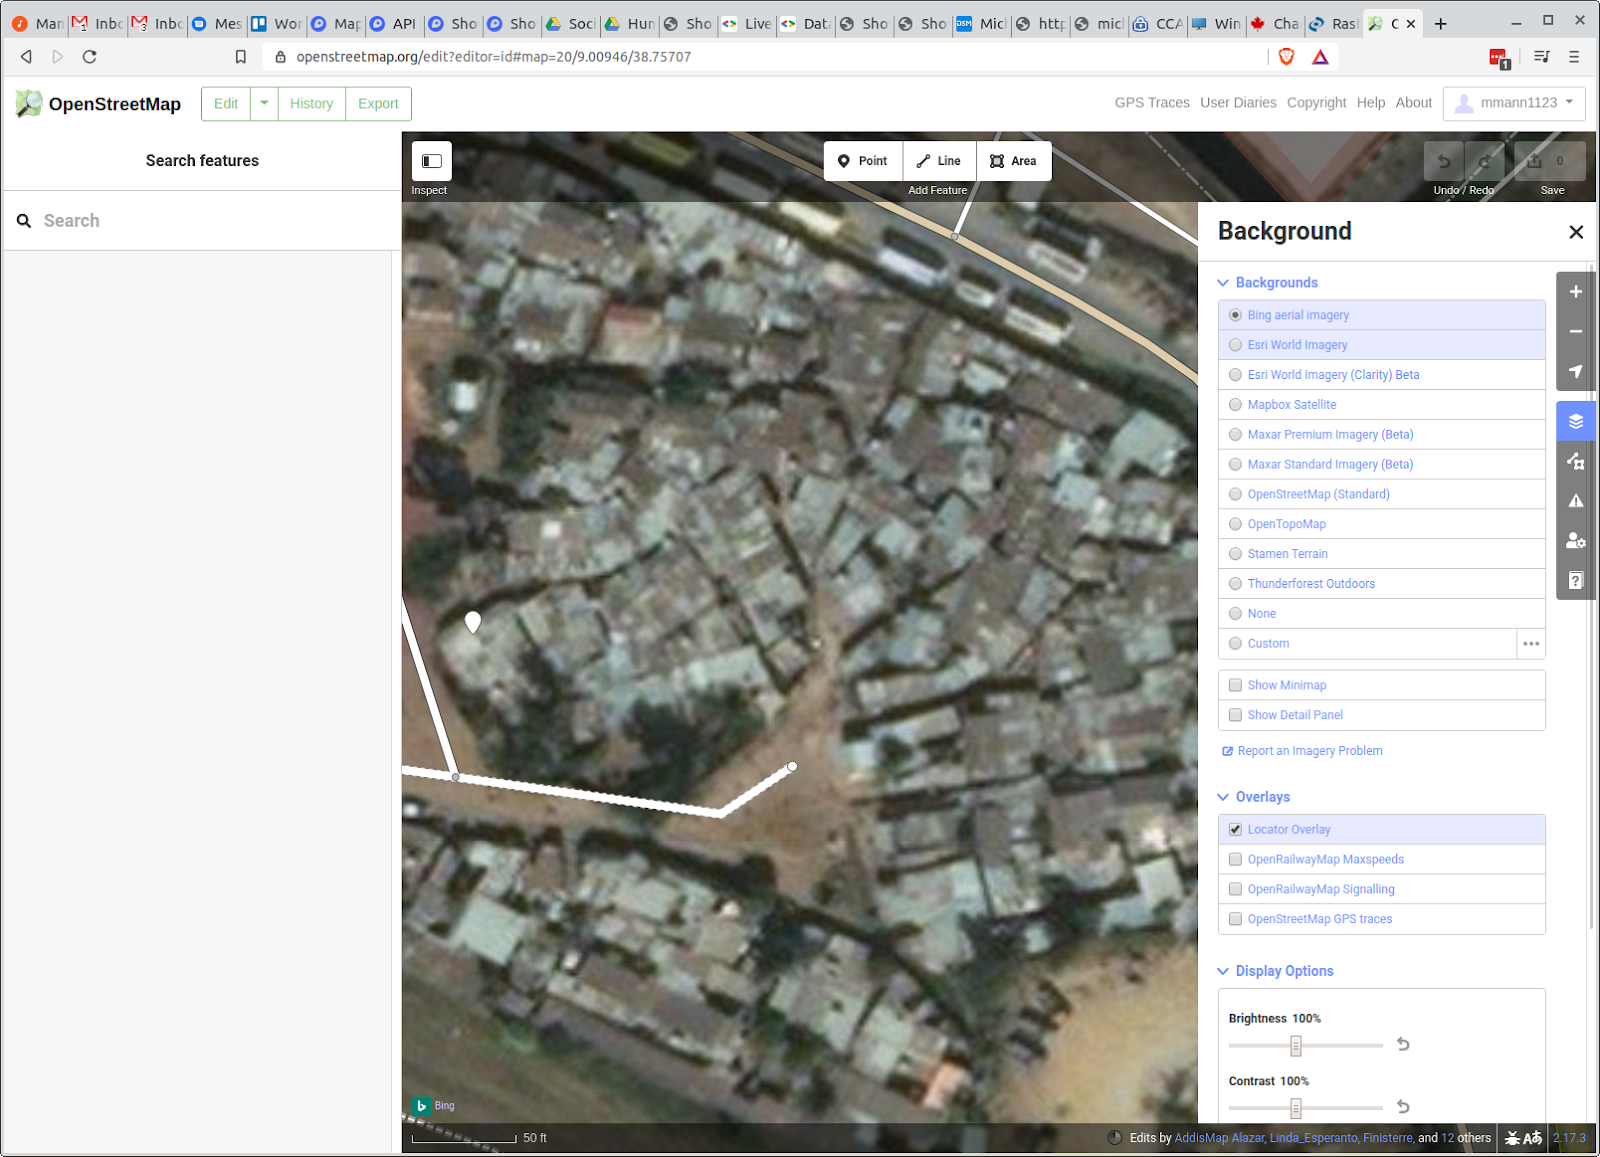 Man
Inbo
Inbo
Mes
Wor
Map
API
Sho
Sho
Soci
Hun
Sho
Live
Data
Sho
Sho
DSM Micl
http
mic
CCA
Win
Cha
Rast
openstreetmap.org/edit?editor=id#map=20/9.00946/38.75707
1
OpenStreetMap
Edit
History
Export
GPS Traces
User Diaries
Copyright
Help
About
mmann1123
Search features
Search
Inspect
Point
Line
Area
Add Feature
Undo / Redo
0
Save
Background
Backgrounds
Bing aerial imagery
Esri World Imagery
Esri World Imagery (Clarity) Beta
Mapbox Satellite
Maxar Premium Imagery (Beta)
Maxar Standard Imagery (Beta)
OpenStreetMap (Standard)
OpenTopoMap
Stamen Terrain
Thunderforest Outdoors
None
Custom
Show Minimap
Show Detail Panel
Report an Imagery Problem
Overlays
Locator Overlay
OpenRailwayMap Maxspeeds
OpenRailwayMap Signalling
OpenStreetMap GPS traces
Display Options
Brightness 100%
Contrast 100%
Bing
50 ft
Edits by AddisMap Alazar, Linda_Esperanto, Finisterre, and 12 others
2.17.3